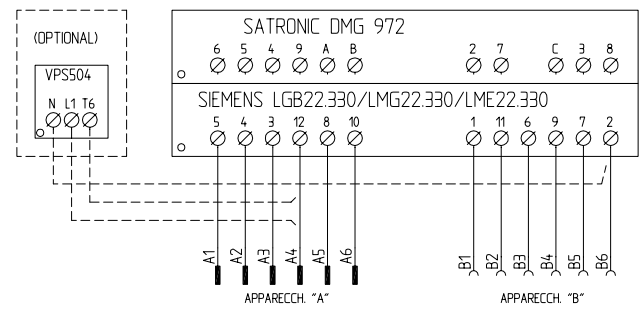 SATRONIC DMG 972
(OPTIONAL)
6 5 4 9 A B 2 7 C 3 8
VPS504
SIEMENS LGB22.330/LMG22.330/LME22.330
N L1 T6
5 4 3 12 8 10 1 11 6 9 7 2
A1 A2 A3 A4 A5 A6 B1 B2 B3 B4 B5 B6
APPARECCH. "A" APPARECCH. "B"